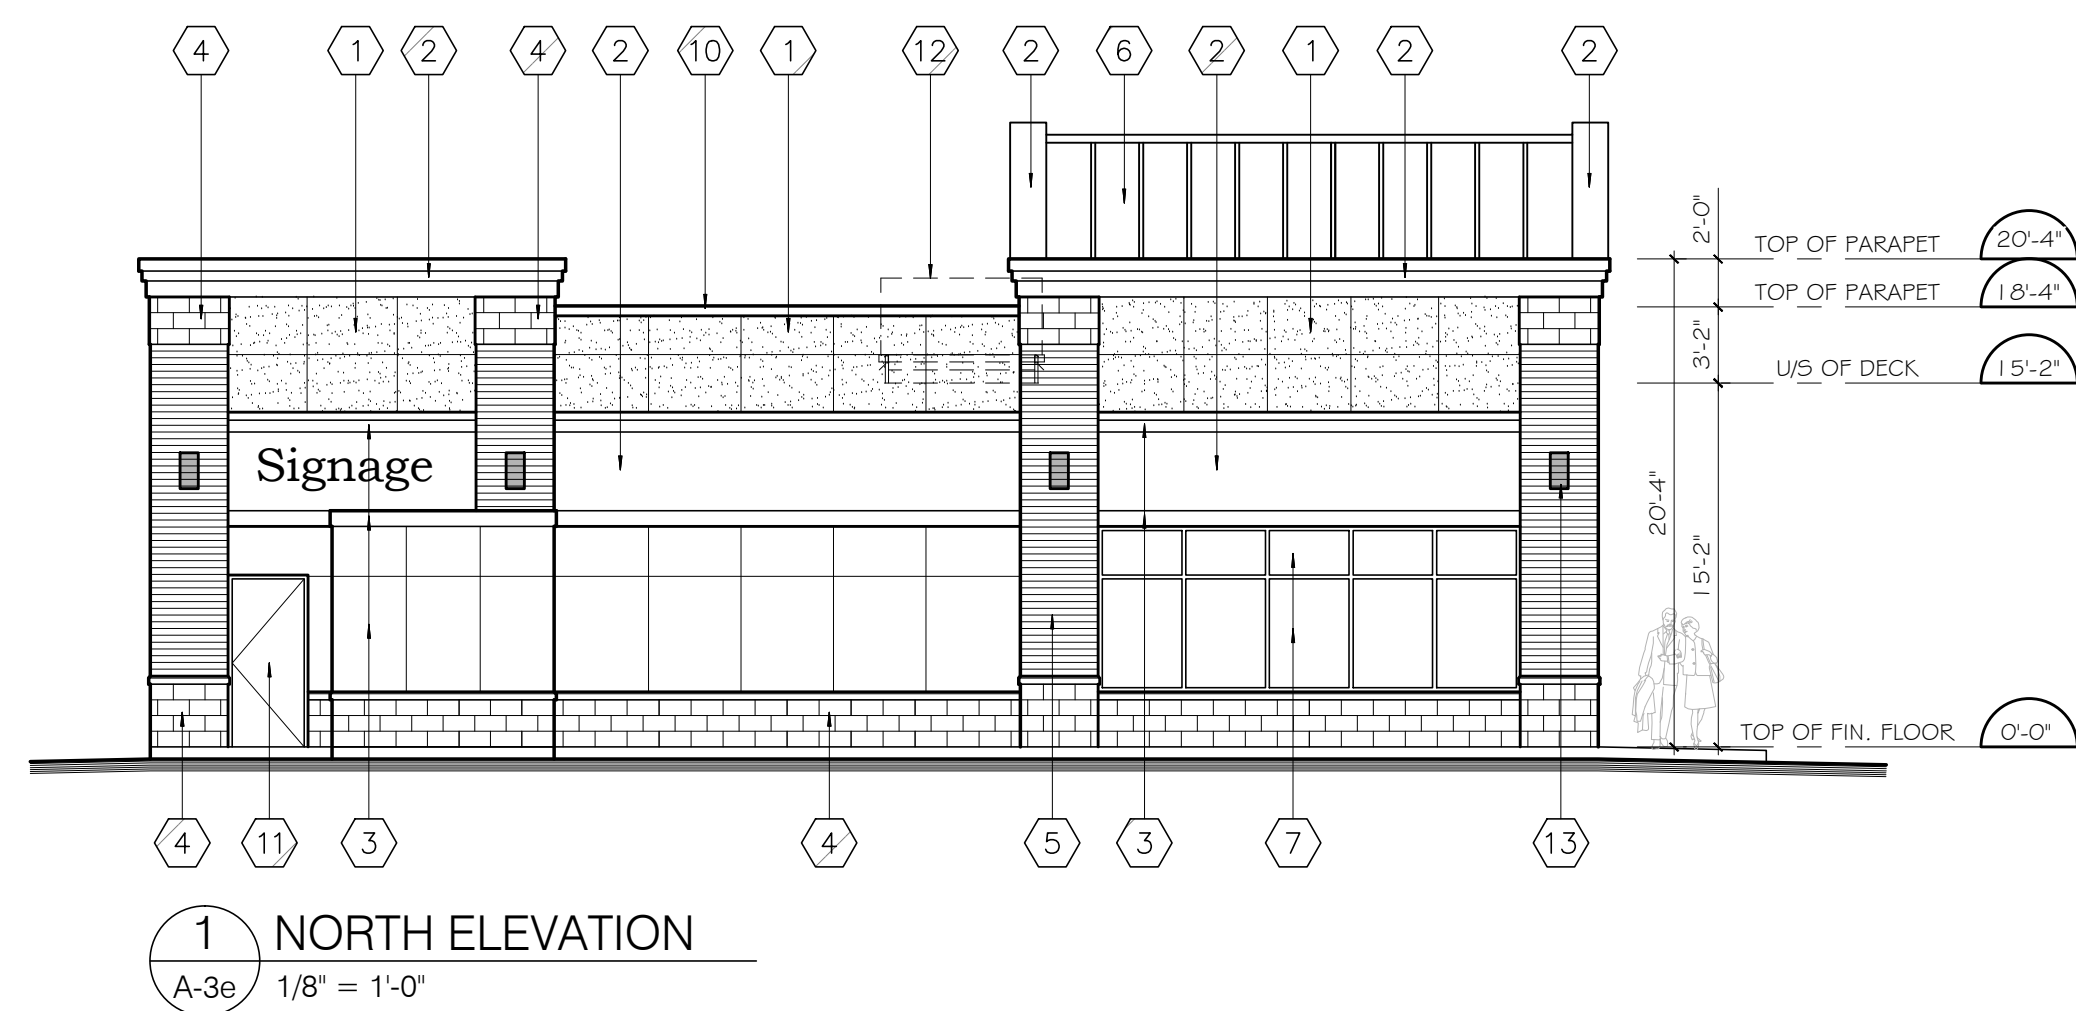 4 1 2 4 2 10 1 12 2 6 2 1 2 2
2'-0"
TOP OF PARAPET 20'-4"
TOP OF PARAPET 18'-4"
3'-2"
U/S OF DECK 15'-2"
Signage
20'-4"
15'-2"
TOP OF FIN. FLOOR 0'-0"
4 11 3 4 5 3 7 13
1 NORTH ELEVATION
A-3e 1/8" = 1'-0"